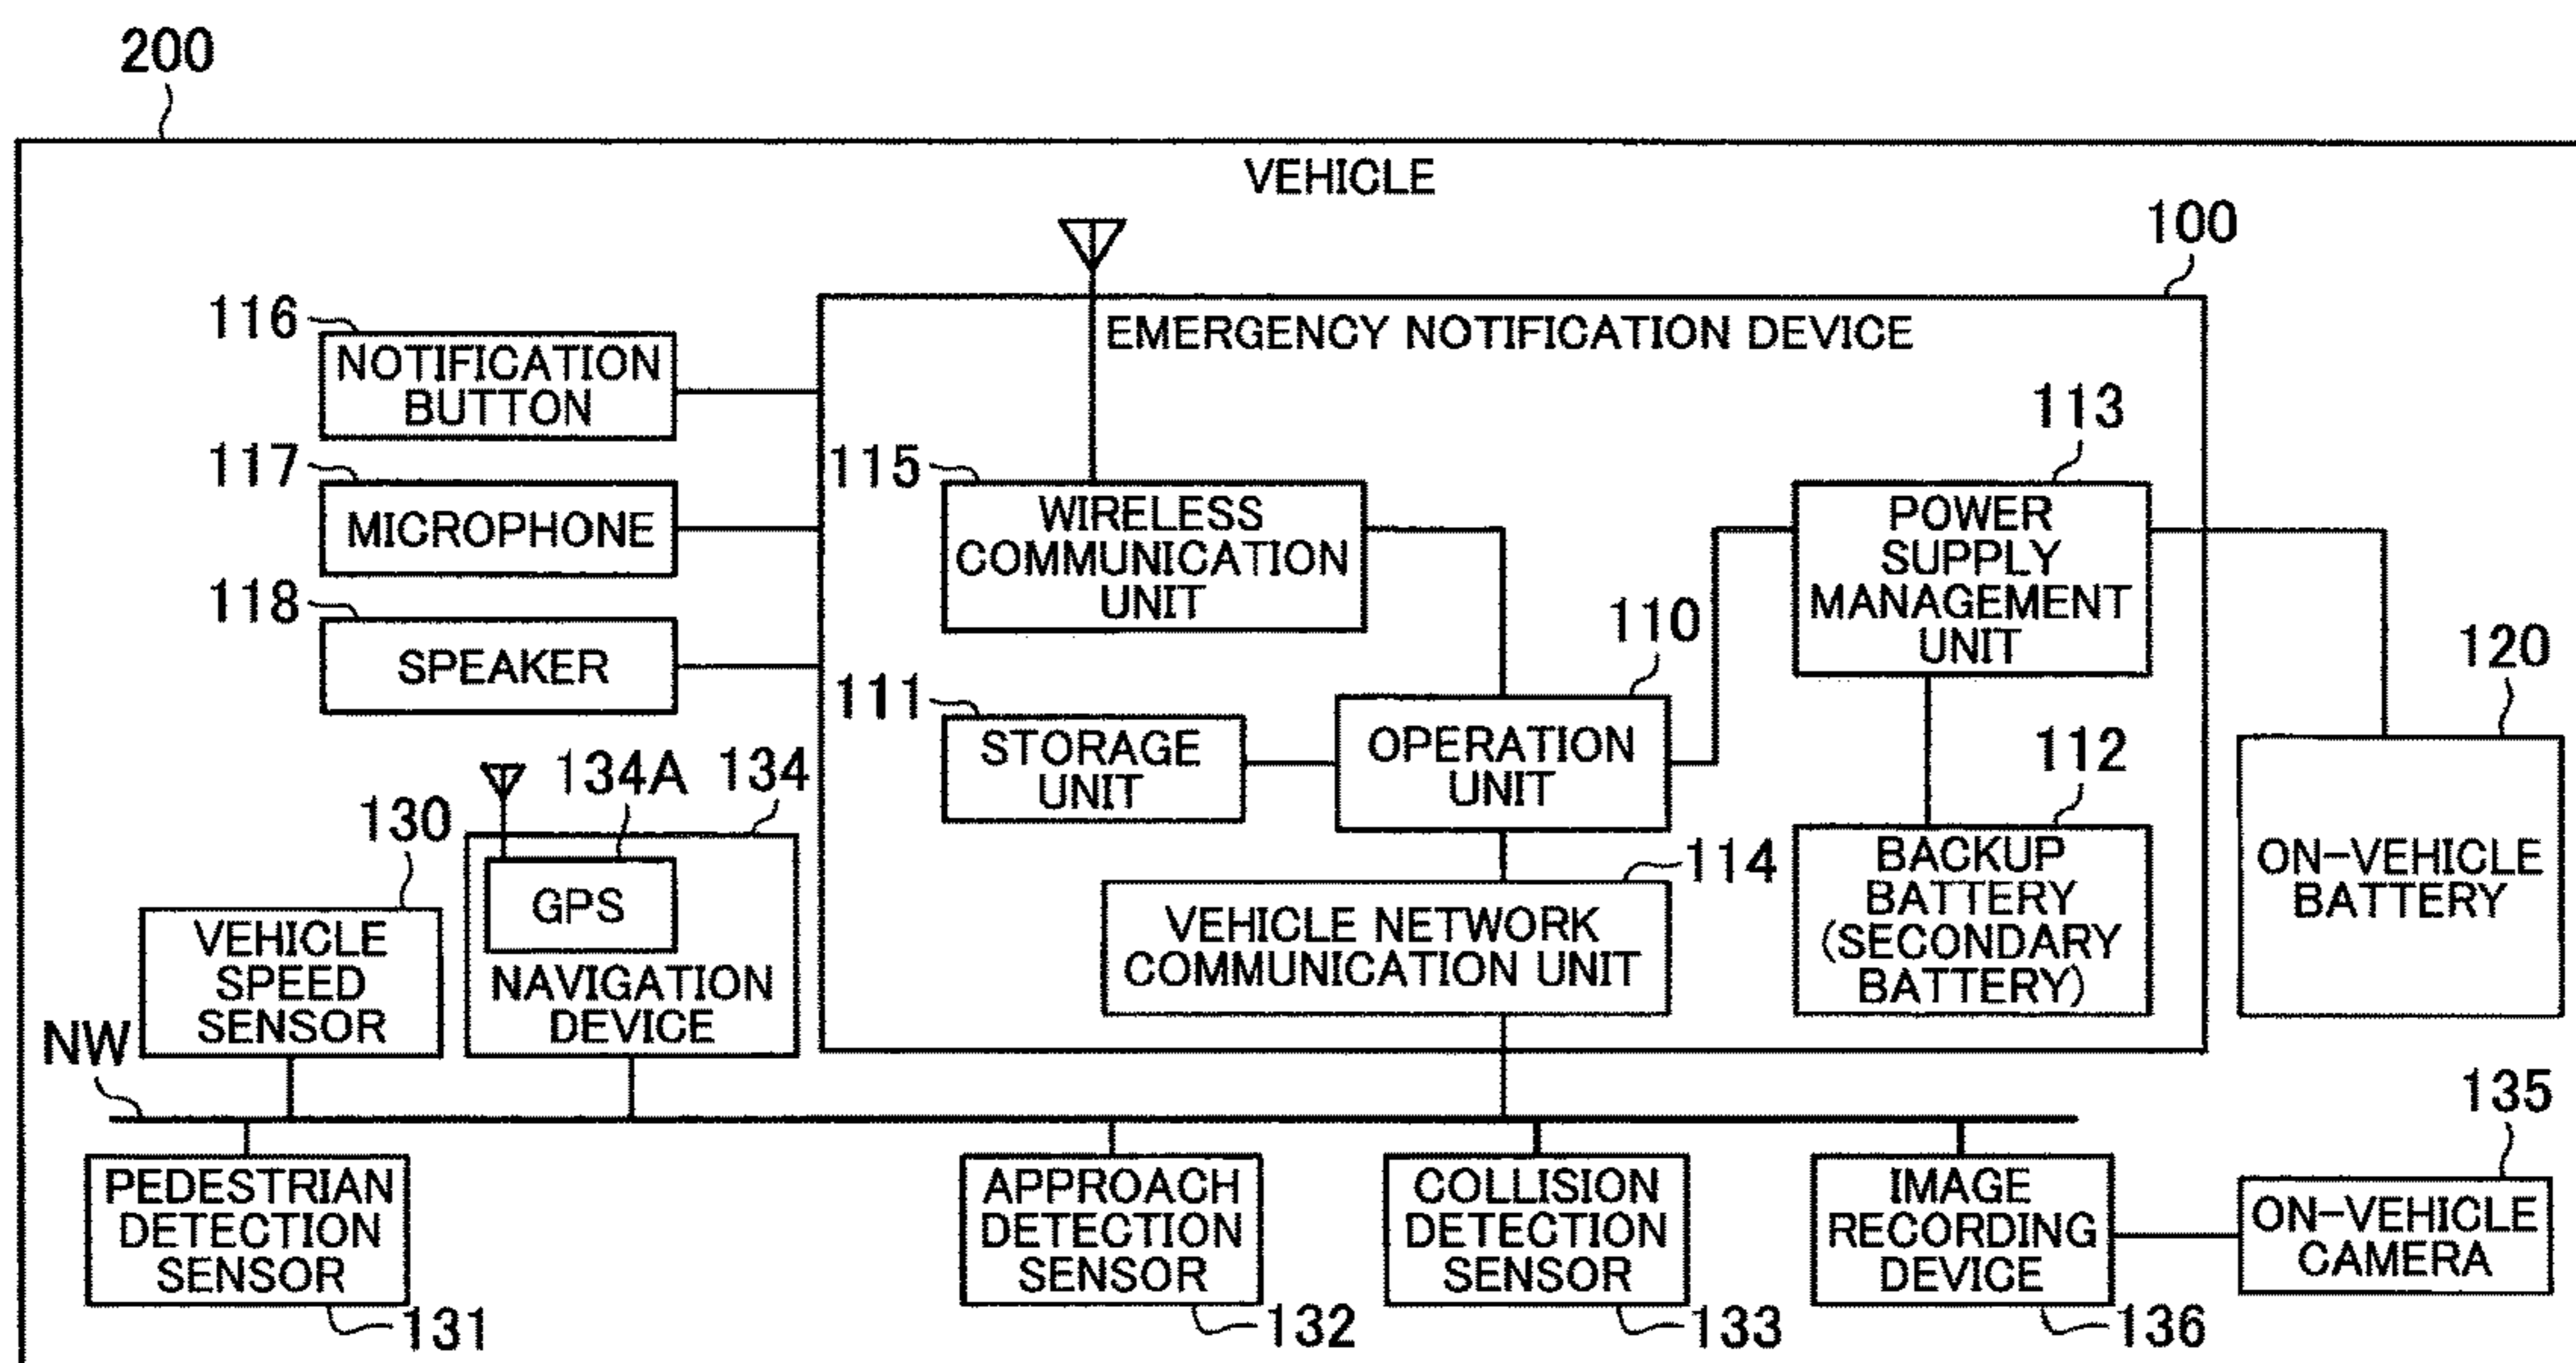 200
VEHICLE
100
EMERGENCY NOTIFICATION DEVICE
116
NOTIFICATION
BUTTON
117
MICROPHONE
118
SPEAKER
115
WIRELESS
COMMUNICATION
UNIT
113
POWER
SUPPLY
MANAGEMENT
UNIT
110
OPERATION
UNIT
111
STORAGE
UNIT
112
BACKUP
BATTERY
(SECONDARY
BATTERY)
120
ON-VEHICLE
BATTERY
114
VEHICLE NETWORK
COMMUNICATION UNIT
134A
134
GPS
NAVIGATION
DEVICE
130
VEHICLE
SPEED
SENSOR
NW
PEDESTRIAN
DETECTION
SENSOR
131
APPROACH
DETECTION
SENSOR
132
COLLISION
DETECTION
SENSOR
133
IMAGE
RECORDING
DEVICE
136
135
ON-VEHICLE
CAMERA